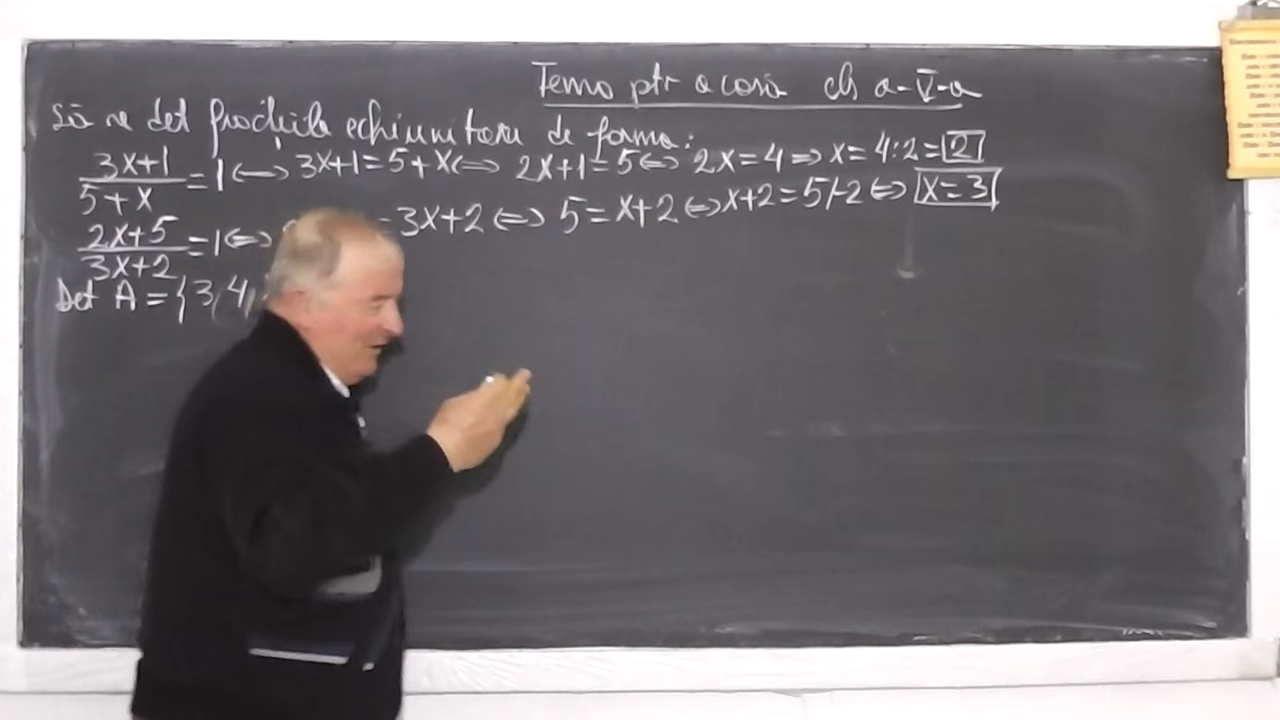 Tema ptr acasă cls a-V-a
Să se det fracțiile echiunitare de forma:
3x+1/5+x = 1 <=> 3x+1=5+x <=> 2x+1=5 <=> 2x=4 => x=4:2=2
2x+5/3x+2 = 1 <=> =3x+2 <=> 5=x+2 <=> x+2=5/-2 <=> x=3
Det A={3,4,